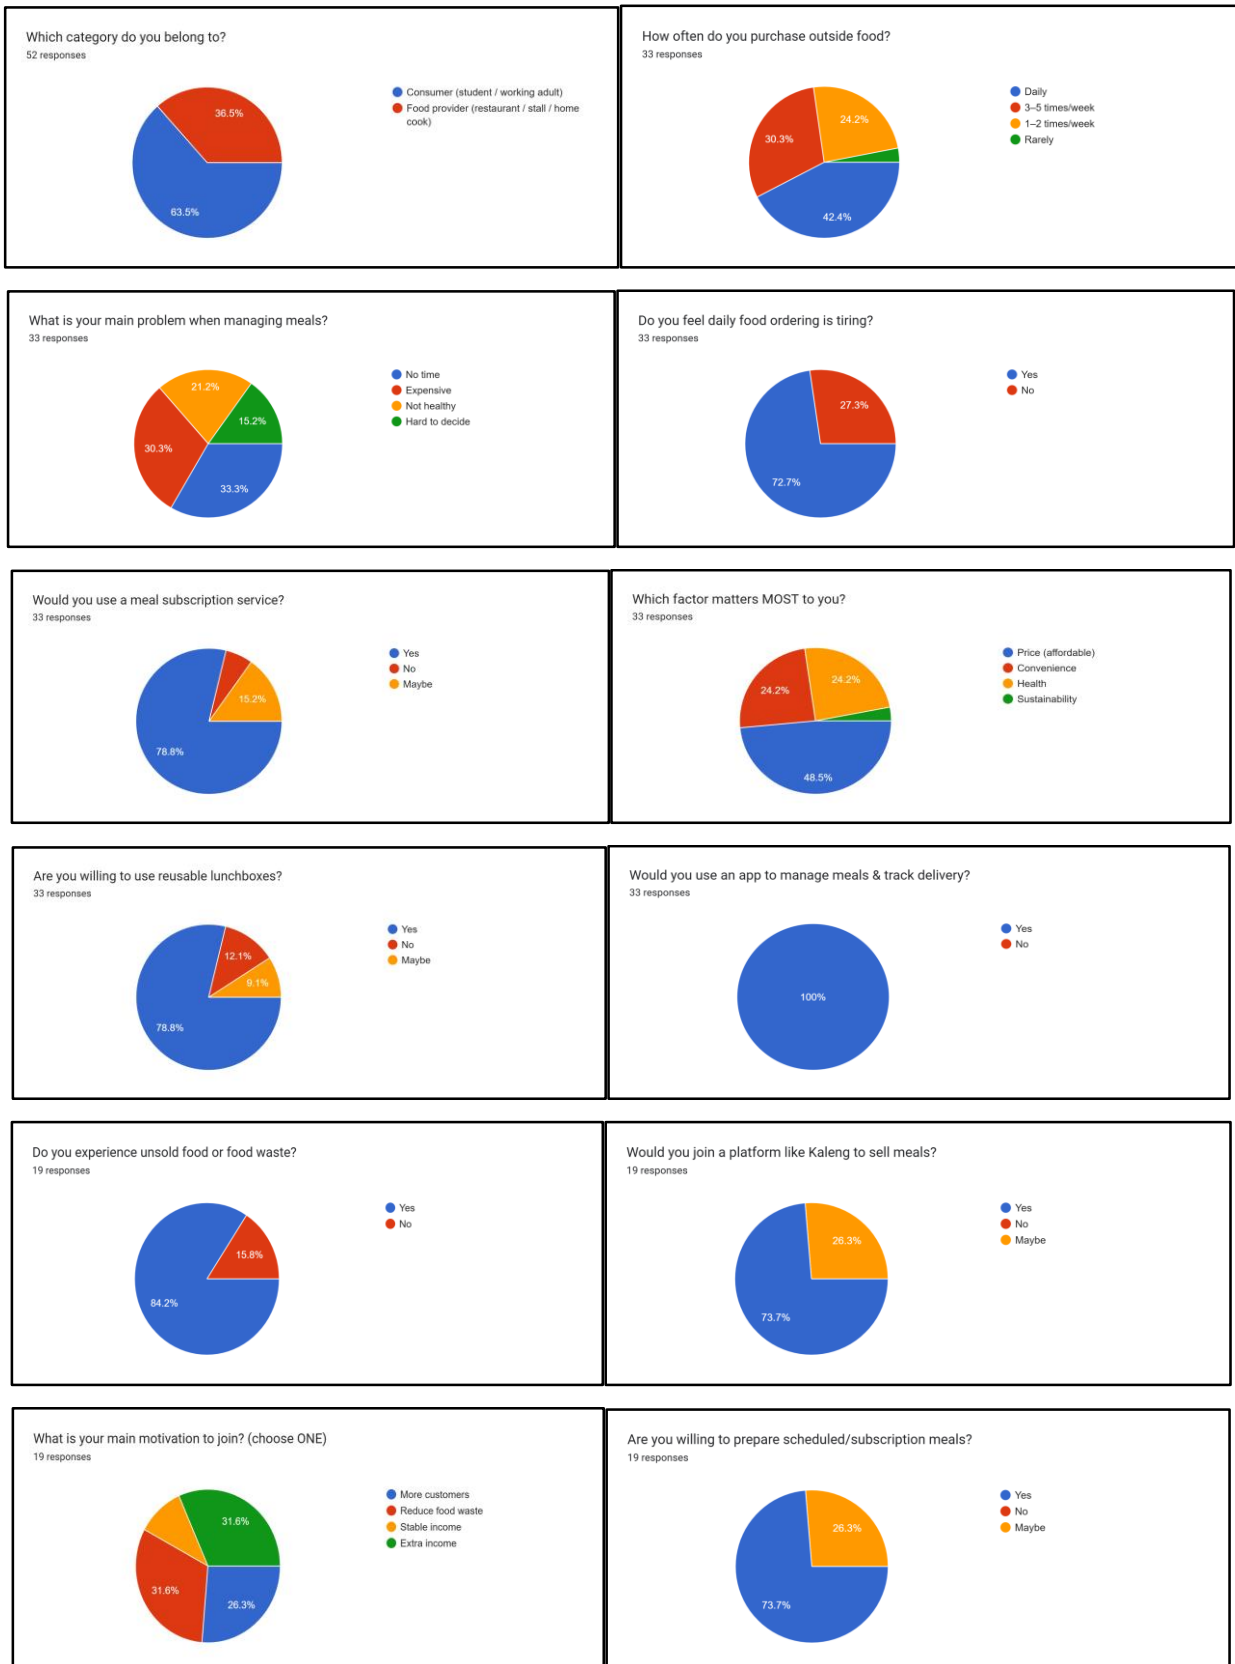 Which category do you belong to?
52 responses
36.5%
63.5%
Consumer (student / working adult)
Food provider (restaurant / stall / home
cook)
How often do you purchase outside food?
33 responses
24.2%
30.3%
42.4%
Daily
3–5 times/week
1–2 times/week
Rarely
What is your main problem when managing meals?
33 responses
21.2%
15.2%
30.3%
33.3%
No time
Expensive
Not healthy
Hard to decide
Do you feel daily food ordering is tiring?
33 responses
27.3%
72.7%
Yes
No
Would you use a meal subscription service?
33 responses
15.2%
78.8%
Yes
No
Maybe
Which factor matters MOST to you?
33 responses
24.2%
24.2%
48.5%
Price (affordable)
Convenience
Health
Sustainability
Are you willing to use reusable lunchboxes?
33 responses
12.1%
9.1%
78.8%
Yes
No
Maybe
Would you use an app to manage meals & track delivery?
33 responses
100%
Yes
No
Do you experience unsold food or food waste?
19 responses
15.8%
84.2%
Yes
No
Would you join a platform like Kaleng to sell meals?
19 responses
26.3%
73.7%
Yes
No
Maybe
What is your main motivation to join? (choose ONE)
19 responses
31.6%
31.6%
26.3%
More customers
Reduce food waste
Stable income
Extra income
Are you willing to prepare scheduled/subscription meals?
19 responses
26.3%
73.7%
Yes
No
Maybe